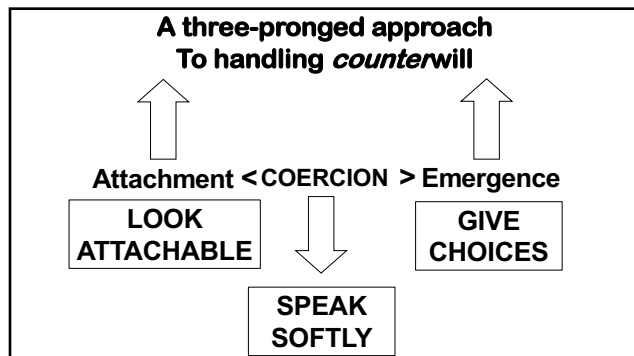 A three-pronged approach
To handling counterwill
Attachment < COERCION > Emergence
LOOK
ATTACHABLE
GIVE
CHOICES
SPEAK
SOFTLY